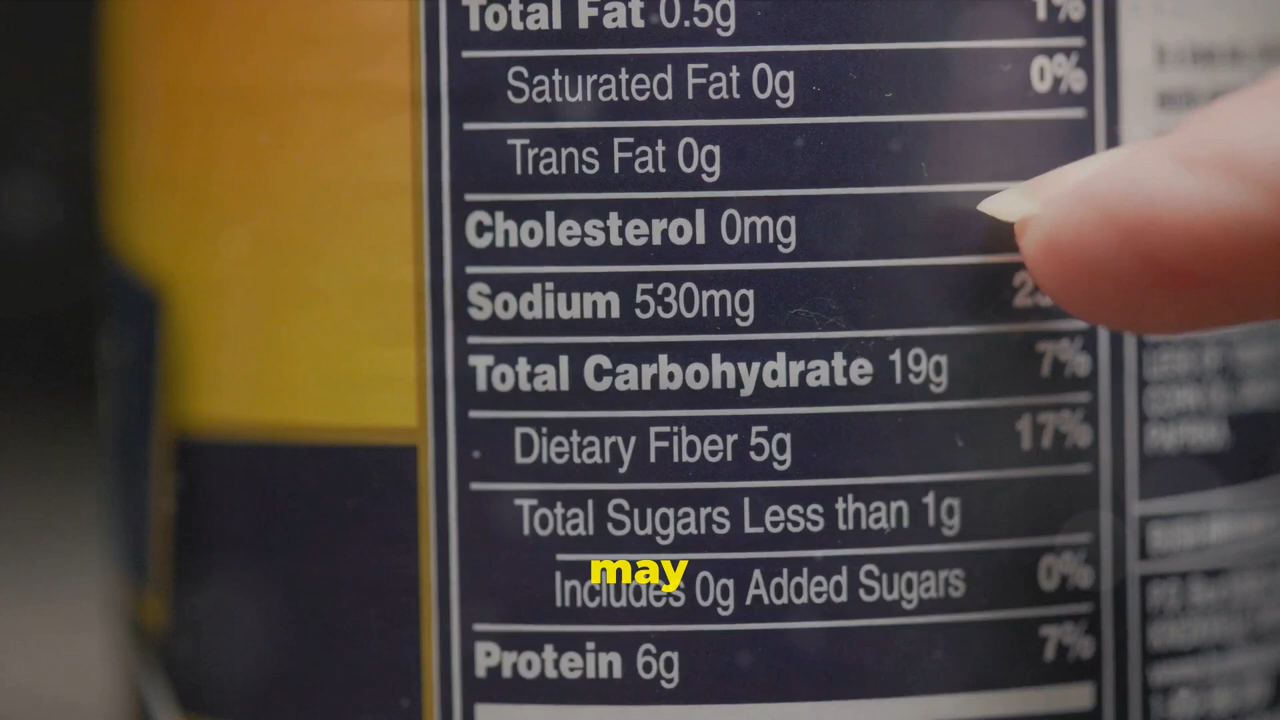 Total Fat 0.5g 1%
Saturated Fat 0g 0%
Trans Fat 0g
Cholesterol 0mg
Sodium 530mg
Total Carbohydrate 19g 7%
Dietary Fiber 5g 17%
Total Sugars Less than 1g
may
Includes 0g Added Sugars 0%
Protein 6g 7%